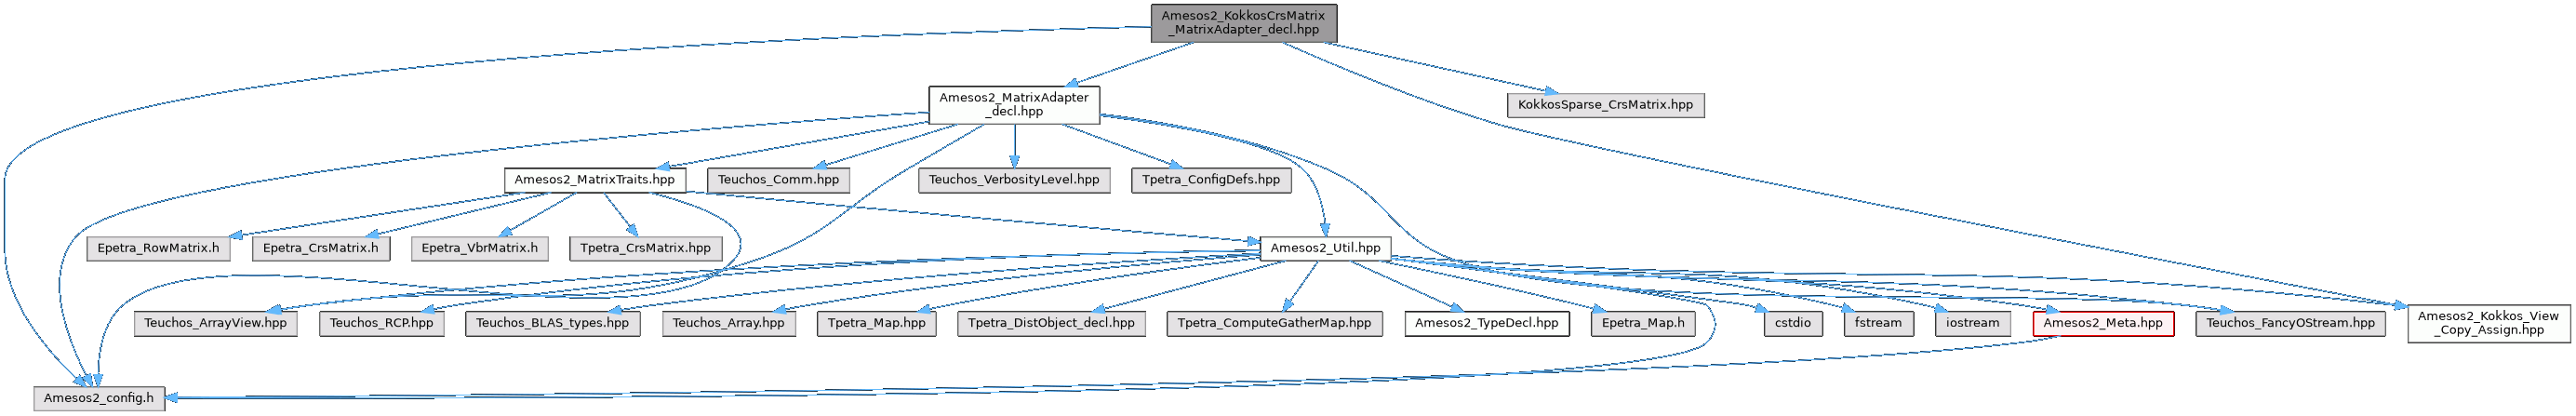 Amesos2_KokkosCrsMatrix
_MatrixAdapter_decl.hpp
Amesos2_MatrixAdapter
_decl.hpp
KokkosSparse_CrsMatrix.hpp
Amesos2_MatrixTraits.hpp
Teuchos_Comm.hpp
Teuchos_VerbosityLevel.hpp
Tpetra_ConfigDefs.hpp
Epetra_RowMatrix.h
Epetra_CrsMatrix.h
Epetra_VbrMatrix.h
Tpetra_CrsMatrix.hpp
Amesos2_Util.hpp
Teuchos_ArrayView.hpp
Teuchos_RCP.hpp
Teuchos_BLAS_types.hpp
Teuchos_Array.hpp
Tpetra_Map.hpp
Tpetra_DistObject_decl.hpp
Tpetra_ComputeGatherMap.hpp
Amesos2_TypeDecl.hpp
Epetra_Map.h
cstdio
fstream
iostream
Amesos2_Meta.hpp
Teuchos_FancyOStream.hpp
Amesos2_Kokkos_View
_Copy_Assign.hpp
Amesos2_config.h